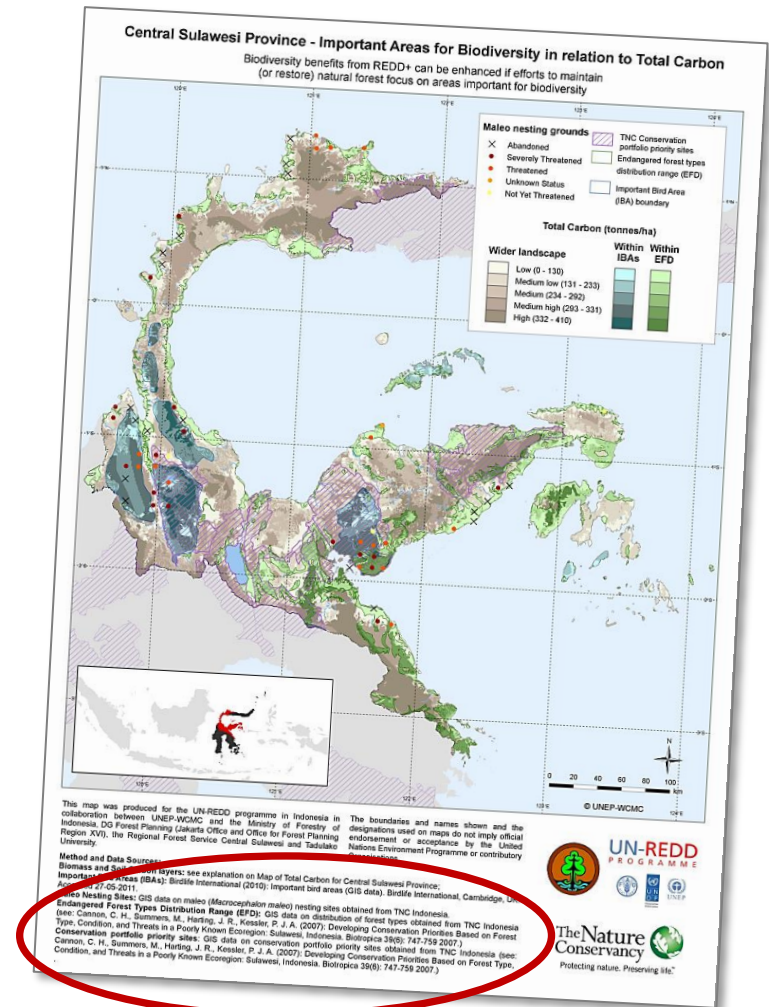 Central Sulawesi Province - Important Areas for Biodiversity in relation to Total Carbon
Biodiversity benefits from REDD+ can be enhanced if efforts to maintain
(or restore) natural forest focus on areas important for biodiversity
Maleo nesting grounds
Abandoned
Severely Threatened
Threatened
Unknown Status
Not Yet Threatened
TNC Conservation
portfolio priority sites
Endangered forest types
distribution range (EFD)
Important Bird Area
(IBA) boundary
Total Carbon (tonnes/ha)
Wider landscape
Within
IBAs
Within
EFD
Low (0 - 130)
Medium low (131 - 233)
Medium (234 - 292)
Medium high (293 - 331)
High (332 - 410)
N
0 20 40 60 80 100
km
© UNEP-WCMC
This map was produced for the UN-REDD programme in Indonesia in
collaboration between UNEP-WCMC and the Ministry of Forestry of
Indonesia, DG Forest Planning (Jakarta Office and Office for Forest Planning
Region XVI), the Regional Forest Service Central Sulawesi and Tadulako
University.
The boundaries and names shown and the
designations used on maps do not imply official
endorsement or acceptance by the United
Nations Environment Programme or contributory
Method and Data Sources:
Biomass and Soil Carbon layers: see explanation on Map of Total Carbon for Central Sulawesi Province;
Important Bird Areas (IBAs): Birdlife International (2010): Important bird areas (GIS data). Birdlife International, Cambridge, UK.
Accessed 27-05-2011.
Maleo Nesting Sites: GIS data on maleo (Macrocephalon maleo) nesting sites obtained from TNC Indonesia.
Endangered Forest Types Distribution Range (EFD): GIS data on distribution of forest types obtained from TNC Indonesia
(see: Cannon, C. H., Summers, M., Harting, J. R., Kessler, P. J. A. (2007): Developing Conservation Priorities Based on Forest
Type, Condition, and Threats in a Poorly Known Ecoregion: Sulawesi, Indonesia. Biotropica 39(6): 747-759 2007.)
Conservation portfolio priority sites: GIS data on conservation portfolio priority sites obtained from TNC Indonesia (see:
Cannon, C. H., Summers, M., Harting, J. R., Kessler, P. J. A. (2007): Developing Conservation Priorities Based on Forest Type,
Condition, and Threats in a Poorly Known Ecoregion: Sulawesi, Indonesia. Biotropica 39(6): 747-759 2007.)
UN-REDD
PROGRAMME
UNEP
The Nature
Conservancy
Protecting nature. Preserving life.